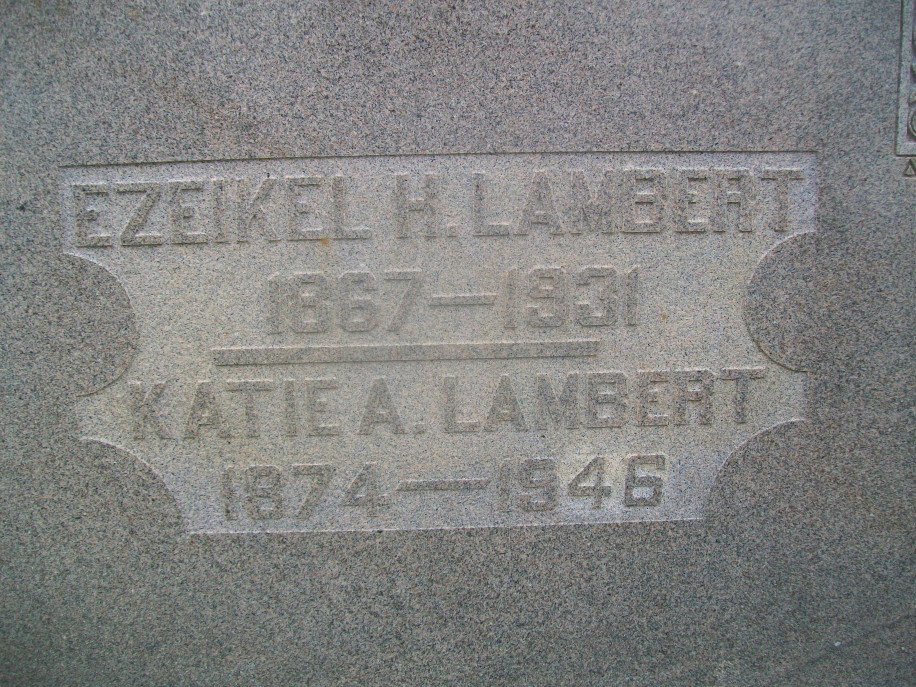 EZEIKEL H. LAMBERT
1867—1931
KATIE A. LAMBERT
1874—1946